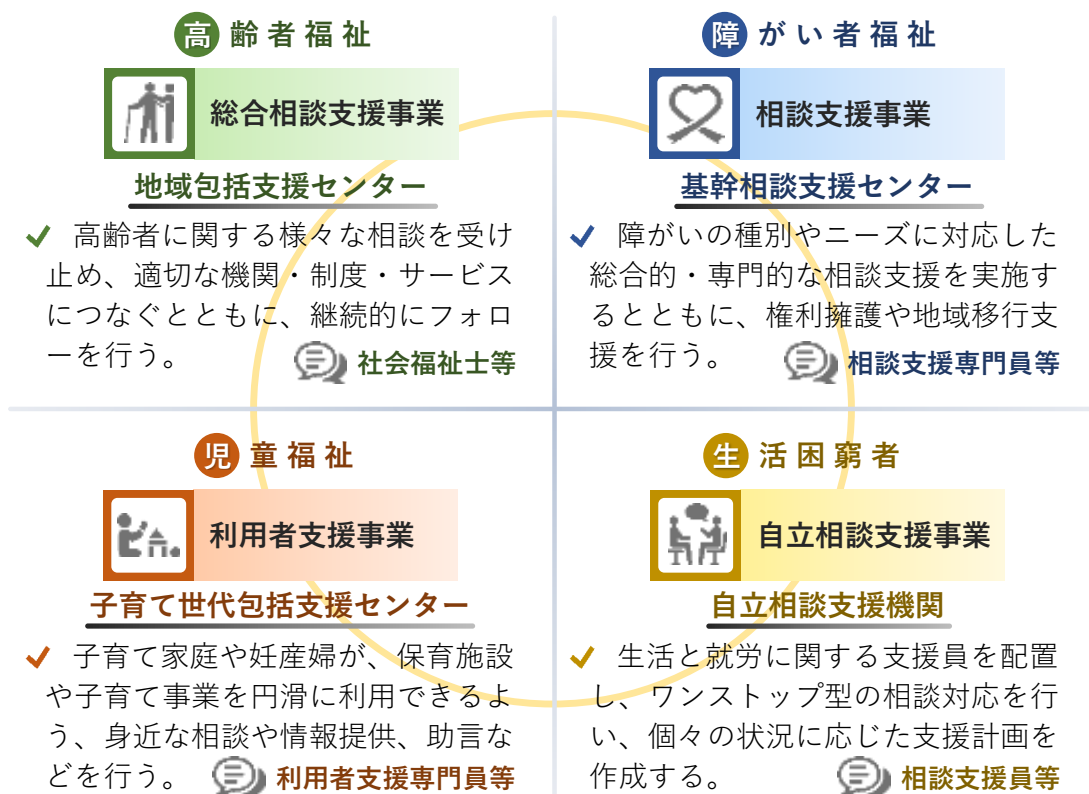 高齢者福祉
総合相談支援事業
地域包括支援センター
✓ 高齢者に関する様々な相談を受け
止め、適切な機関・制度・サービス
につなぐとともに、継続的にフォロ
ーを行う。
社会福祉士等
障がい者福祉
相談支援事業
基幹相談支援センター
✓ 障がいの種別やニーズに対応した
総合的・専門的な相談支援を実施す
るとともに、権利擁護や地域移行支
援を行う。
相談支援専門員等
児童福祉
利用者支援事業
子育て世代包括支援センター
✓ 子育て家庭や妊産婦が、保育施設
や子育て事業を円滑に利用できるよ
う、身近な相談や情報提供、助言な
どを行う。
利用者支援専門員等
生活困窮者
自立相談支援事業
自立相談支援機関
✓ 生活と就労に関する支援員を配置
し、ワンストップ型の相談対応を行
い、個々の状況に応じた支援計画を
作成する。
相談支援員等